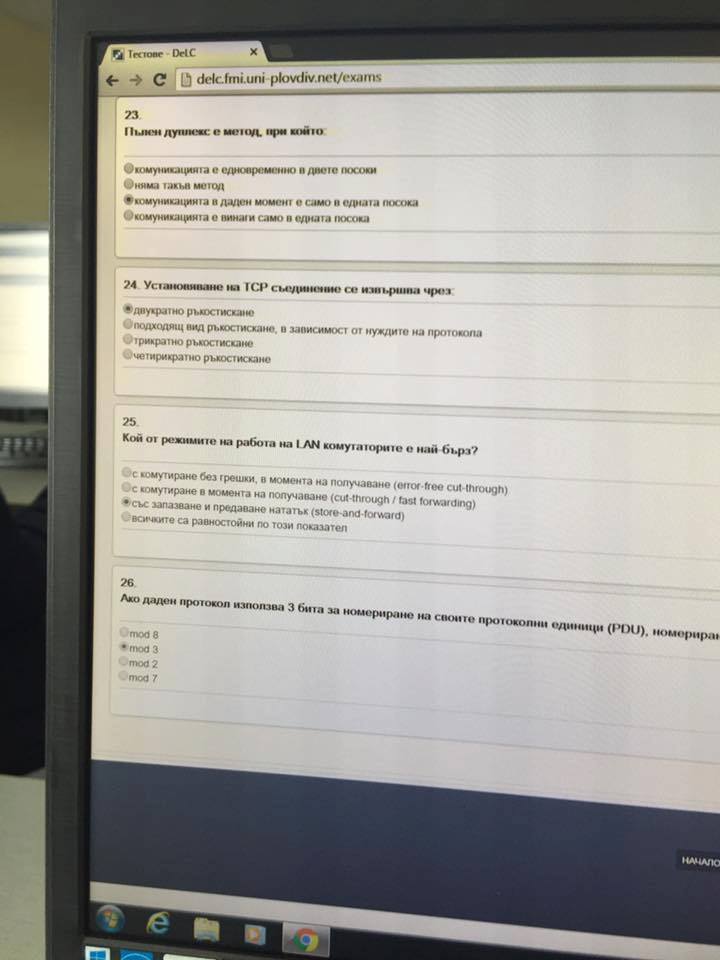 Тестове - DeLC
delc.fmi.uni-plovdiv.net/exams
23.
Пълен дуплекс е метод, при който:
комуникацията е едновременно в двете посоки
няма такъв метод
комуникацията в даден момент е само в едната посока
комуникацията е винаги само в едната посока
24. Установяване на TCP съединение се извършва чрез:
двукратно ръкостискане
подходящ вид ръкостискане, в зависимост от нуждите на протокола
трикратно ръкостискане
четирикратно ръкостискане
25.
Кой от режимите на работа на LAN комутаторите е най-бърз?
с комутиране без грешки, в момента на получаване (error-free cut-through)
с комутиране в момента на получаване (cut-through / fast forwarding)
със запазване и предаване нататък (store-and-forward)
всичките са равностойни по този показател
26.
Ако даден протокол използва 3 бита за номериране на своите протоколни единици (PDU), номериран
mod 8
mod 3
mod 2
mod 7
НАЧАЛО